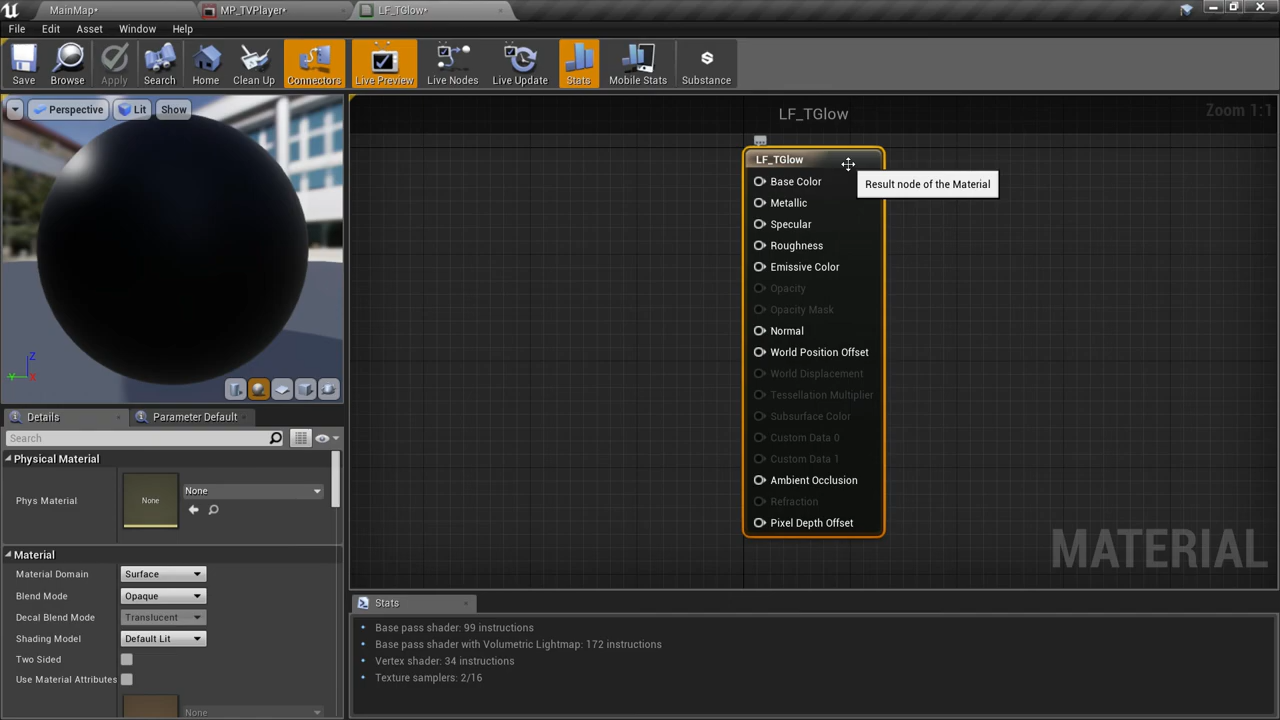 MainMap•
MP_TVPlayer•
LF_TGlow•
File
Edit
Asset
Window
Help
Save
Browse
Apply
Search
Home
Clean Up
Connectors
Live Preview
Live Nodes
Live Update
Stats
Mobile Stats
Substance
Perspective
Lit
Show
LF_TGlow
Zoom 1:1
LF_TGlow
Result node of the Material
Base Color
Metallic
Specular
Roughness
Emissive Color
Opacity
Opacity Mask
Normal
World Position Offset
World Displacement
Tessellation Multiplier
Subsurface Color
Custom Data 0
Custom Data 1
Ambient Occlusion
Refraction
Pixel Depth Offset
MATERIAL
Z
Y
X
Details
Parameter Default
Search
Physical Material
Phys Material
None
None
Material
Material Domain
Surface
Blend Mode
Opaque
Decal Blend Mode
Translucent
Shading Model
Default Lit
Two Sided
Use Material Attributes
None
Stats
• Base pass shader: 99 instructions
• Base pass shader with Volumetric Lightmap: 172 instructions
• Vertex shader: 34 instructions
• Texture samplers: 2/16